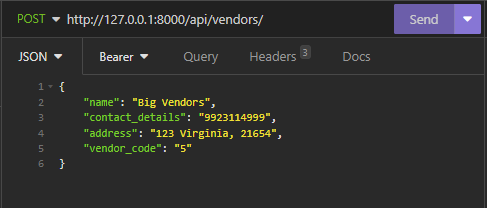 POST http://127.0.0.1:8000/api/vendors/ Send
JSON Bearer Query Headers 3 Docs
1 {
2 "name": "Big Vendors",
3 "contact_details": "9923114999",
4 "address": "123 Virginia, 21654",
5 "vendor_code": "5"
6 }